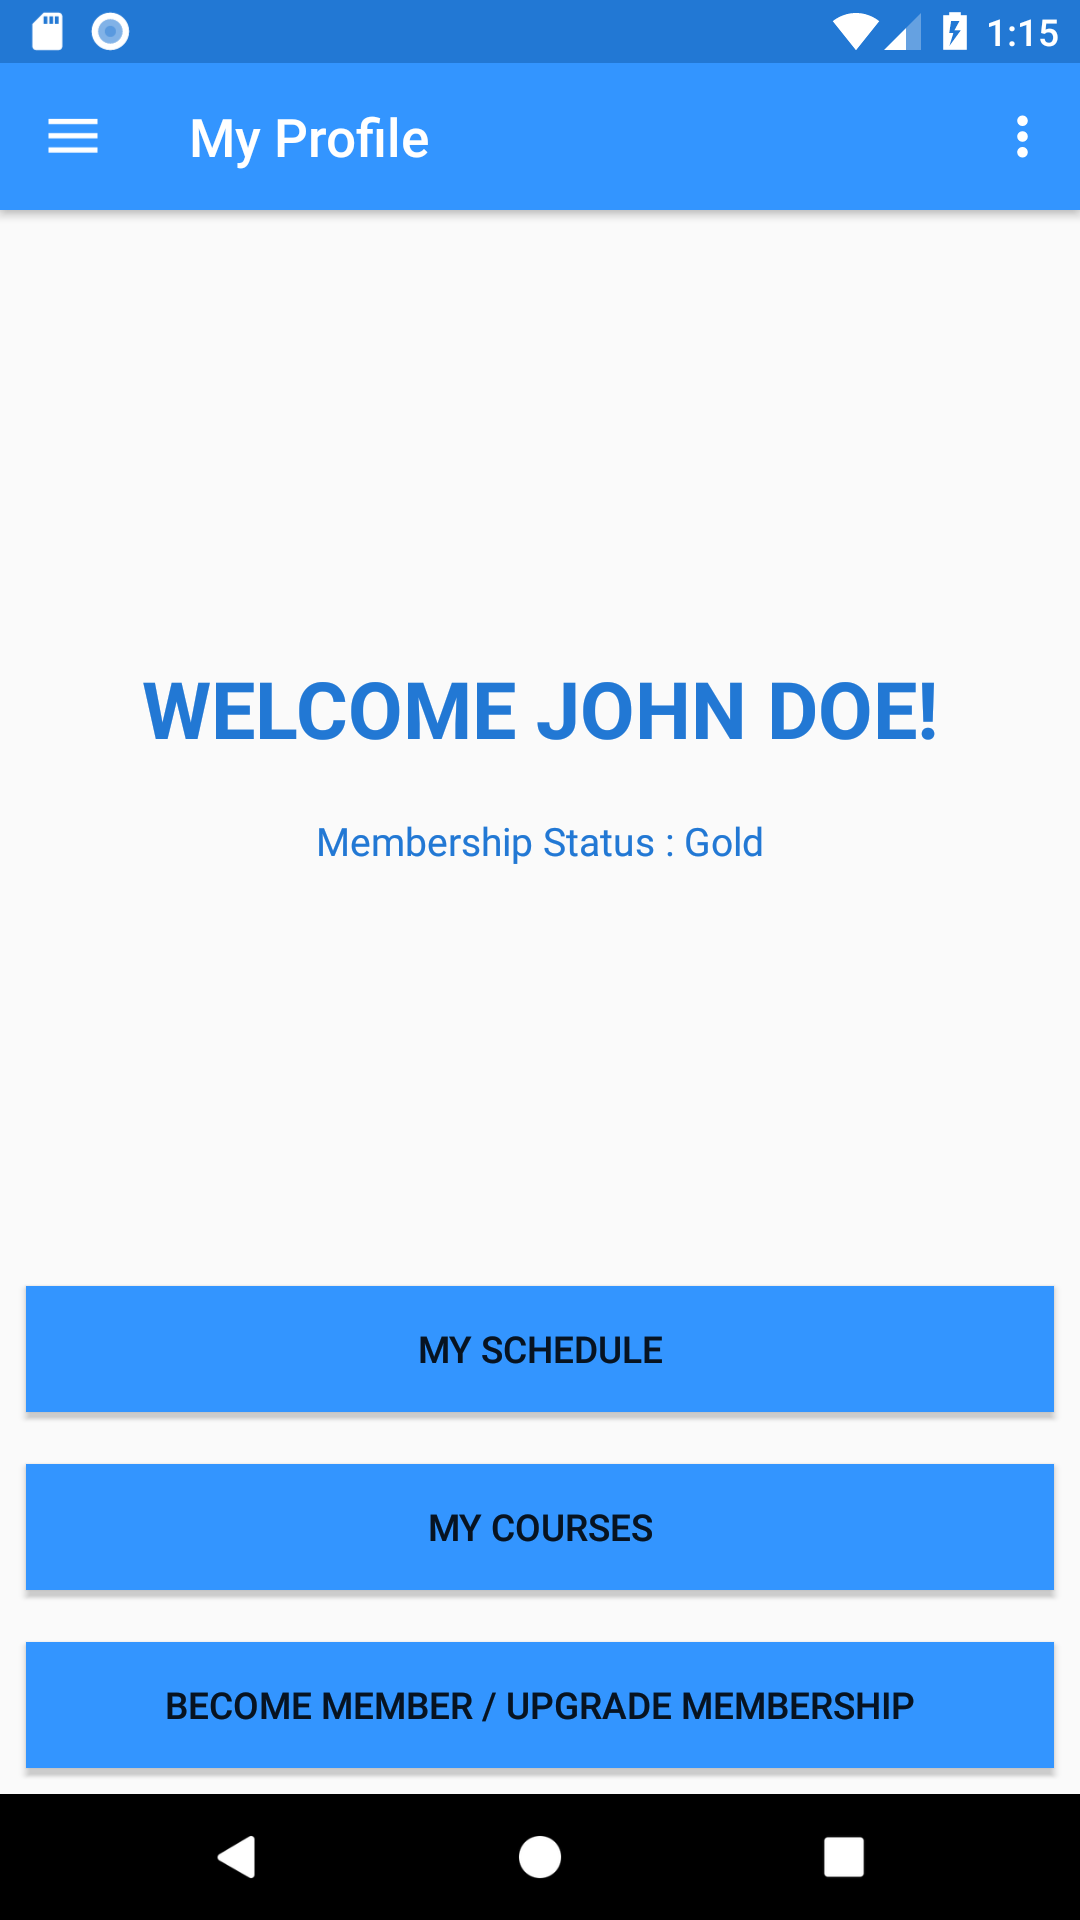 1:15
My Profile
WELCOME JOHN DOE!
Membership Status : Gold
MY SCHEDULE
MY COURSES
BECOME MEMBER / UPGRADE MEMBERSHIP